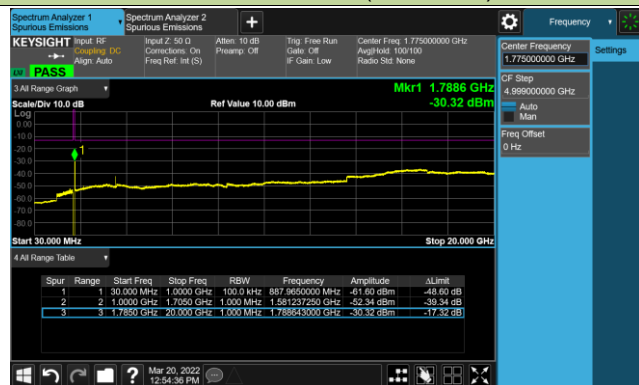 Spectrum Analyzer 1
Spurious Emissions
Spectrum Analyzer 2
Spurious Emissions
Frequency
KEYSIGHT
Input: RF
Coupling: DC
Align: Auto
Input Z: 50 Ω
Corrections: On
Freq Ref: Int (S)
Atten: 10 dB
Preamp: Off
Trig: Free Run
Gate: Off
IF Gain: Low
Center Freq: 1.775000000 GHz
Avg|Hold: 100/100
Radio Std: None
PASS
Center Frequency
1.775000000 GHz
Settings
CF Step
4.999000000 GHz
Auto
Man
Freq Offset
0 Hz
3 All Range Graph
Mkr1 1.7886 GHz
Scale/Div 10.0 dB
Ref Value 10.00 dBm
-30.32 dBm
Log
0.00
-10.0
-20.0
-30.0
-40.0
-50.0
-60.0
-70.0
-80.0
1
Start 30.000 MHz
Stop 20.000 GHz
4 All Range Table
Spur Range Start Freq Stop Freq RBW Frequency Amplitude ΔLimit
1 1 30.000 MHz 1.0000 GHz 100.0 kHz 887.9650000 MHz -61.60 dBm -48.60 dB
2 2 1.0000 GHz 1.7050 GHz 1.000 MHz 1.581237250 GHz -52.34 dBm -39.34 dB
3 3 1.7850 GHz 20.000 GHz 1.000 MHz 1.788643000 GHz -30.32 dBm -17.32 dB
Mar 20, 2022
12:54:36 PM